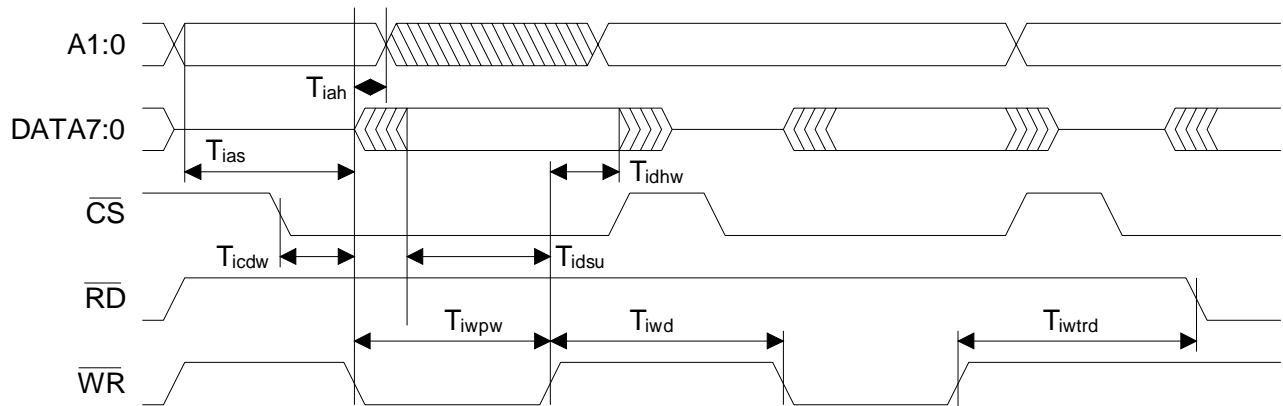 A1:0
Tiah
DATA7:0
Tias
Tidhw
CS
Ticdw
Tidsu
RD
Tiwpw
Tiwd
Tiwtrd
WR